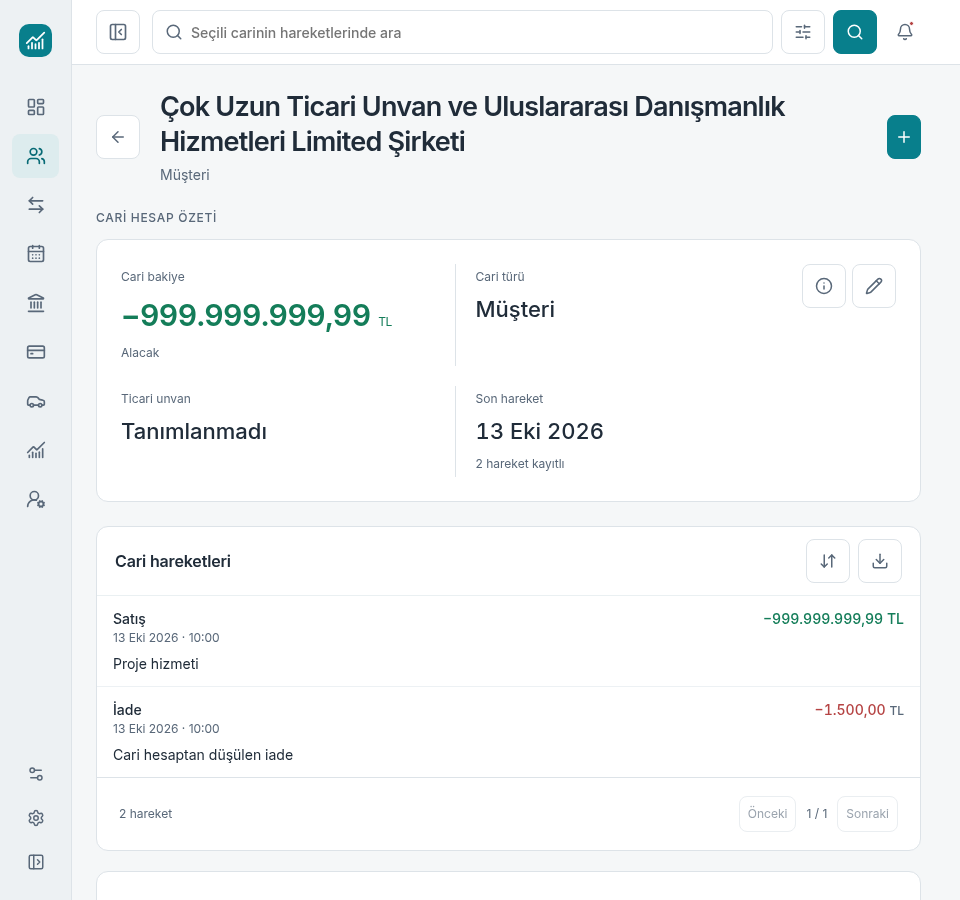 Seçili carinin hareketlerinde ara
Çok Uzun Ticari Unvan ve Uluslararası Danışmanlık
Hizmetleri Limited Şirketi
Müşteri
CARİ HESAP ÖZETİ
Cari bakiye
−999.999.999,99 TL
Alacak
Cari türü
Müşteri
Ticari unvan
Tanımlanmadı
Son hareket
13 Eki 2026
2 hareket kayıtlı
Cari hareketleri
Satış
−999.999.999,99 TL
13 Eki 2026 · 10:00
Proje hizmeti
İade
−1.500,00 TL
13 Eki 2026 · 10:00
Cari hesaptan düşülen iade
2 hareket
Önceki
1 / 1
Sonraki